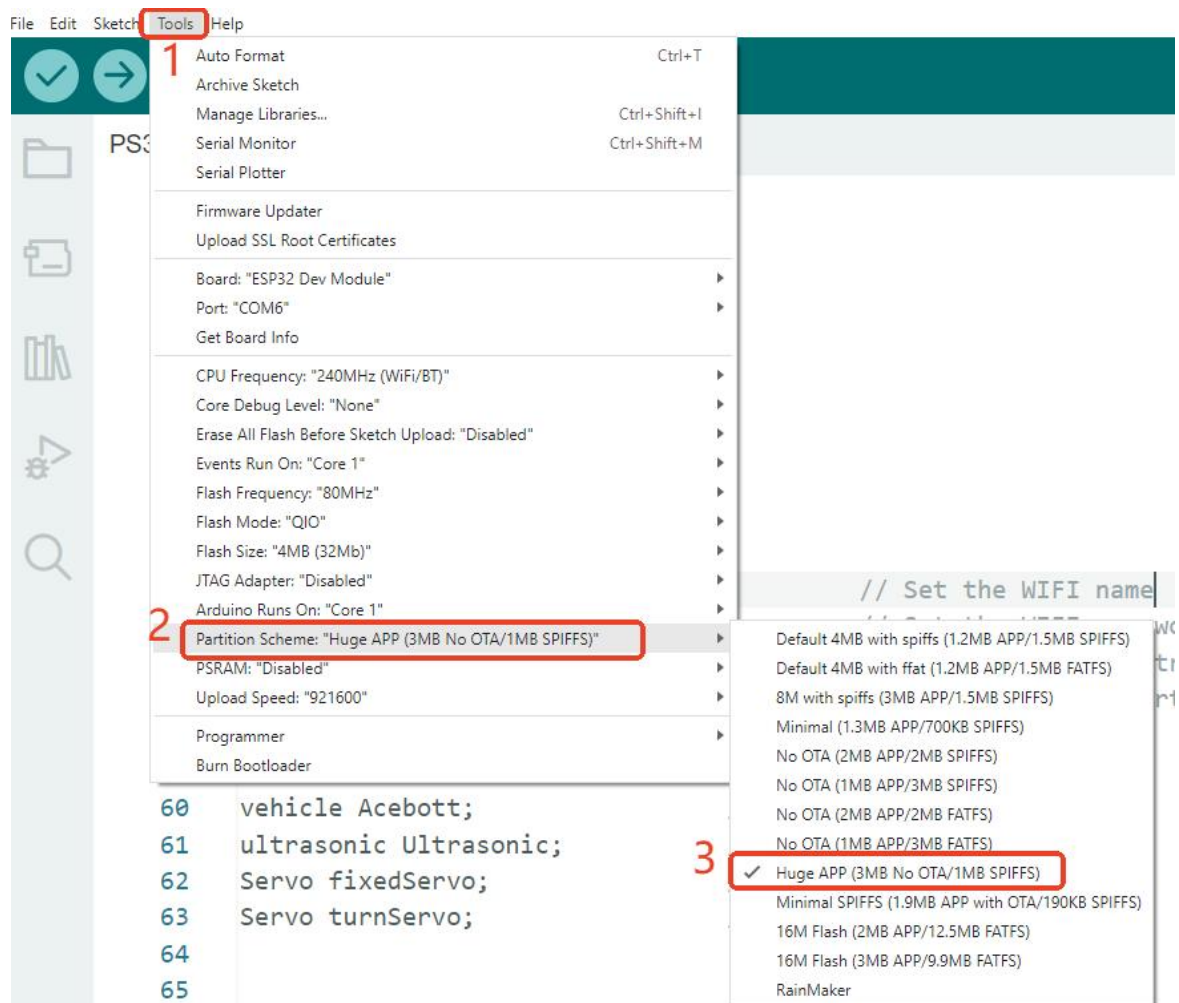 File Edit Sketch Tools Help
1
Auto Format Ctrl+T
Archive Sketch
Manage Libraries... Ctrl+Shift+I
Serial Monitor Ctrl+Shift+M
Serial Plotter
PS3
Firmware Updater
Upload SSL Root Certificates
Board: "ESP32 Dev Module"
Port: "COM6"
Get Board Info
CPU Frequency: "240MHz (WiFi/BT)"
Core Debug Level: "None"
Erase All Flash Before Sketch Upload: "Disabled"
Events Run On: "Core 1"
Flash Frequency: "80MHz"
Flash Mode: "QIO"
Flash Size: "4MB (32Mb)"
JTAG Adapter: "Disabled"
Arduino Runs On: "Core 1"
2
Partition Scheme: "Huge APP (3MB No OTA/1MB SPIFFS)"
PSRAM: "Disabled"
Upload Speed: "921600"
Programmer
Burn Bootloader
// Set the WIFI name
Default 4MB with spiffs (1.2MB APP/1.5MB SPIFFS)
Default 4MB with ffat (1.2MB APP/1.5MB FATFS)
8M with spiffs (3MB APP/1.5MB SPIFFS)
Minimal (1.3MB APP/700KB SPIFFS)
No OTA (2MB APP/2MB SPIFFS)
No OTA (1MB APP/3MB SPIFFS)
No OTA (2MB APP/2MB FATFS)
No OTA (1MB APP/3MB FATFS)
3
Huge APP (3MB No OTA/1MB SPIFFS)
Minimal SPIFFS (1.9MB APP with OTA/190KB SPIFFS)
16M Flash (2MB APP/12.5MB FATFS)
16M Flash (3MB APP/9.9MB FATFS)
RainMaker
60 vehicle Acebott;
61 ultrasonic Ultrasonic;
62 Servo fixedServo;
63 Servo turnServo;
64
65